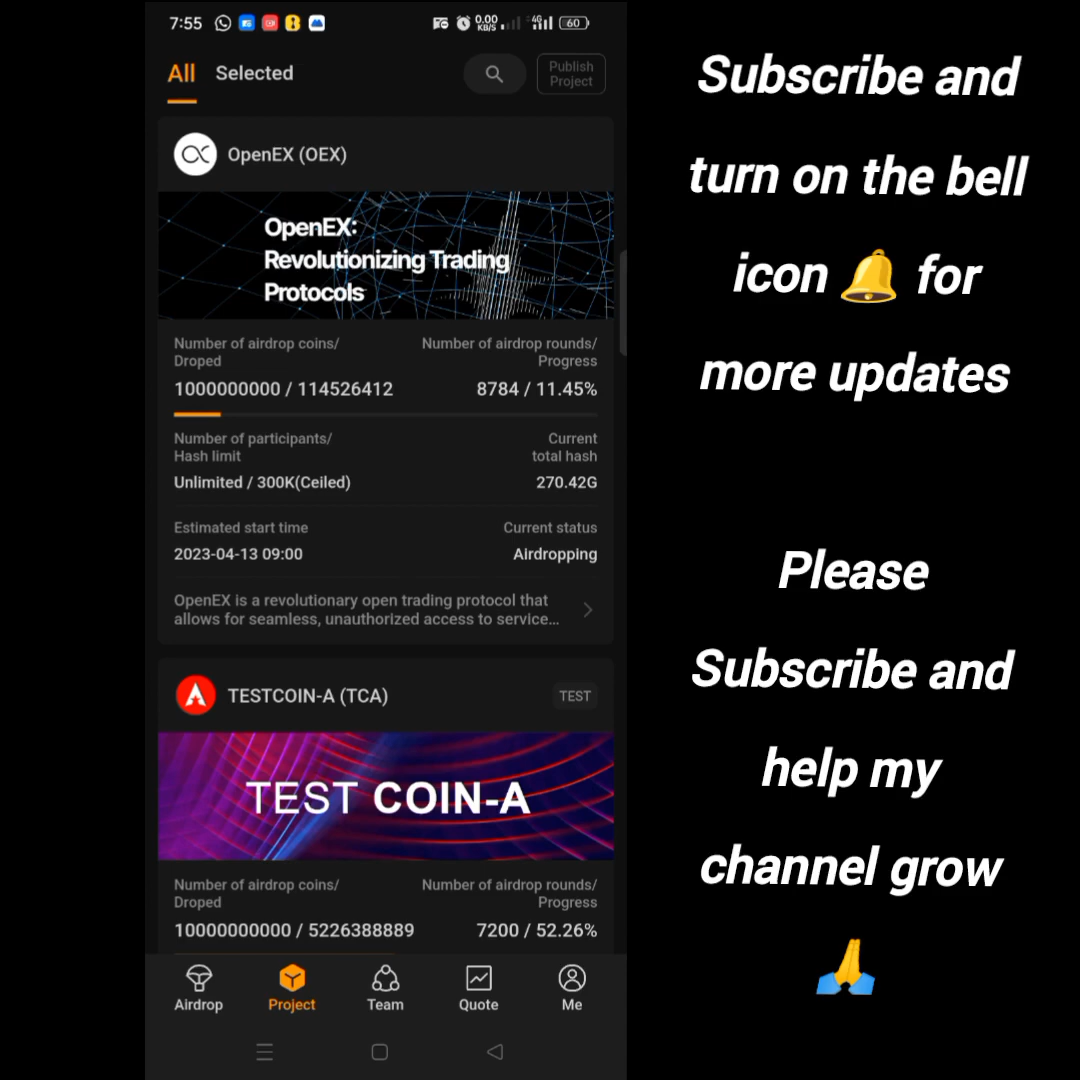 7:55
0.00
KB/S
4G
60
All
Selected
Publish
Project
OpenEX (OEX)
OpenEX:
Revolutionizing Trading
Protocols
Number of airdrop coins/
Droped
Number of airdrop rounds/
Progress
1000000000 / 114526412
8784 / 11.45%
Number of participants/
Hash limit
Current
total hash
Unlimited / 300K(Ceiled)
270.42G
Estimated start time
Current status
2023-04-13 09:00
Airdropping
OpenEX is a revolutionary open trading protocol that
allows for seamless, unauthorized access to service...
TESTCOIN-A (TCA)
TEST
TEST COIN-A
Number of airdrop coins/
Droped
Number of airdrop rounds/
Progress
10000000000 / 5226388889
7200 / 52.26%
Airdrop
Project
Team
Quote
Me
Subscribe and
turn on the bell
icon 🔔 for
more updates
Please
Subscribe and
help my
channel grow
🙏